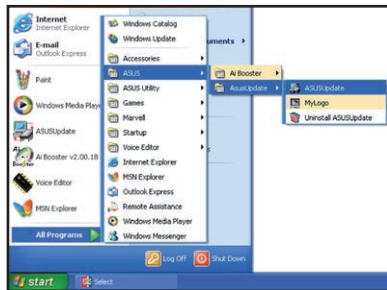 Internet
Internet Explorer
E-mail
Outlook Express
Paint
Windows Media Playe
ASUSUpdate
Ai Booster v2.00.18
Voice Editor
MSN Explorer
All Programs
Windows Catalog
Windows Update
Accessories
ASUS
ASUS Utility
Games
Marvell
Startup
Voice Editor
Internet Explorer
MSN Explorer
Outlook Express
Remote Assistance
Windows Media Player
Windows Messenger
uments
Ai Booster
AsusUpdate
ASUSUpdate
MyLogo
Uninstall ASUSUpdate
Log Off
Shut Down
start
Select